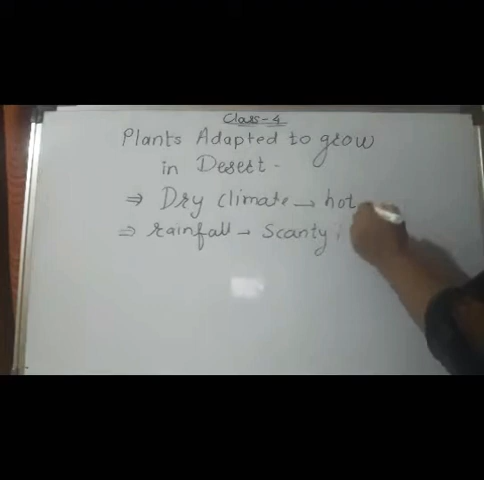 Class-4
Plants Adapted to grow
in Desert -
⇒ Dry climate → hot
⇒ rainfall - Scanty